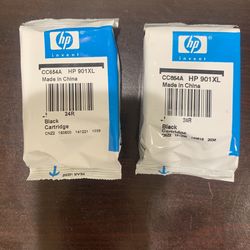 hp
invent
CC654A HP 901XL
Made in China
24R
Black
Cartridge
hp
invent
CC654A HP 901XL
Made in China
Black